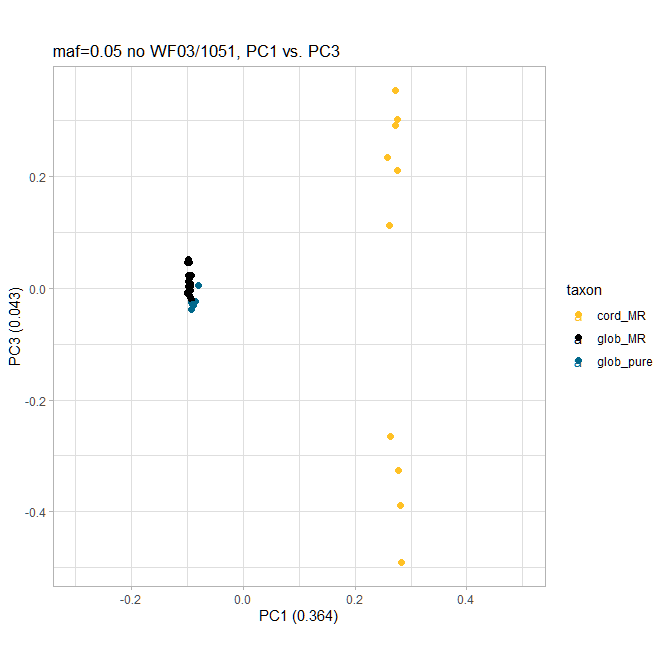 maf=0.05 no WF03/1051, PC1 vs. PC3
0.2
0.0
-0.2
-0.4
PC3 (0.043)
-0.2 0.0 0.2 0.4
PC1 (0.364)
taxon
a cord_MR
a glob_MR
a glob_pure